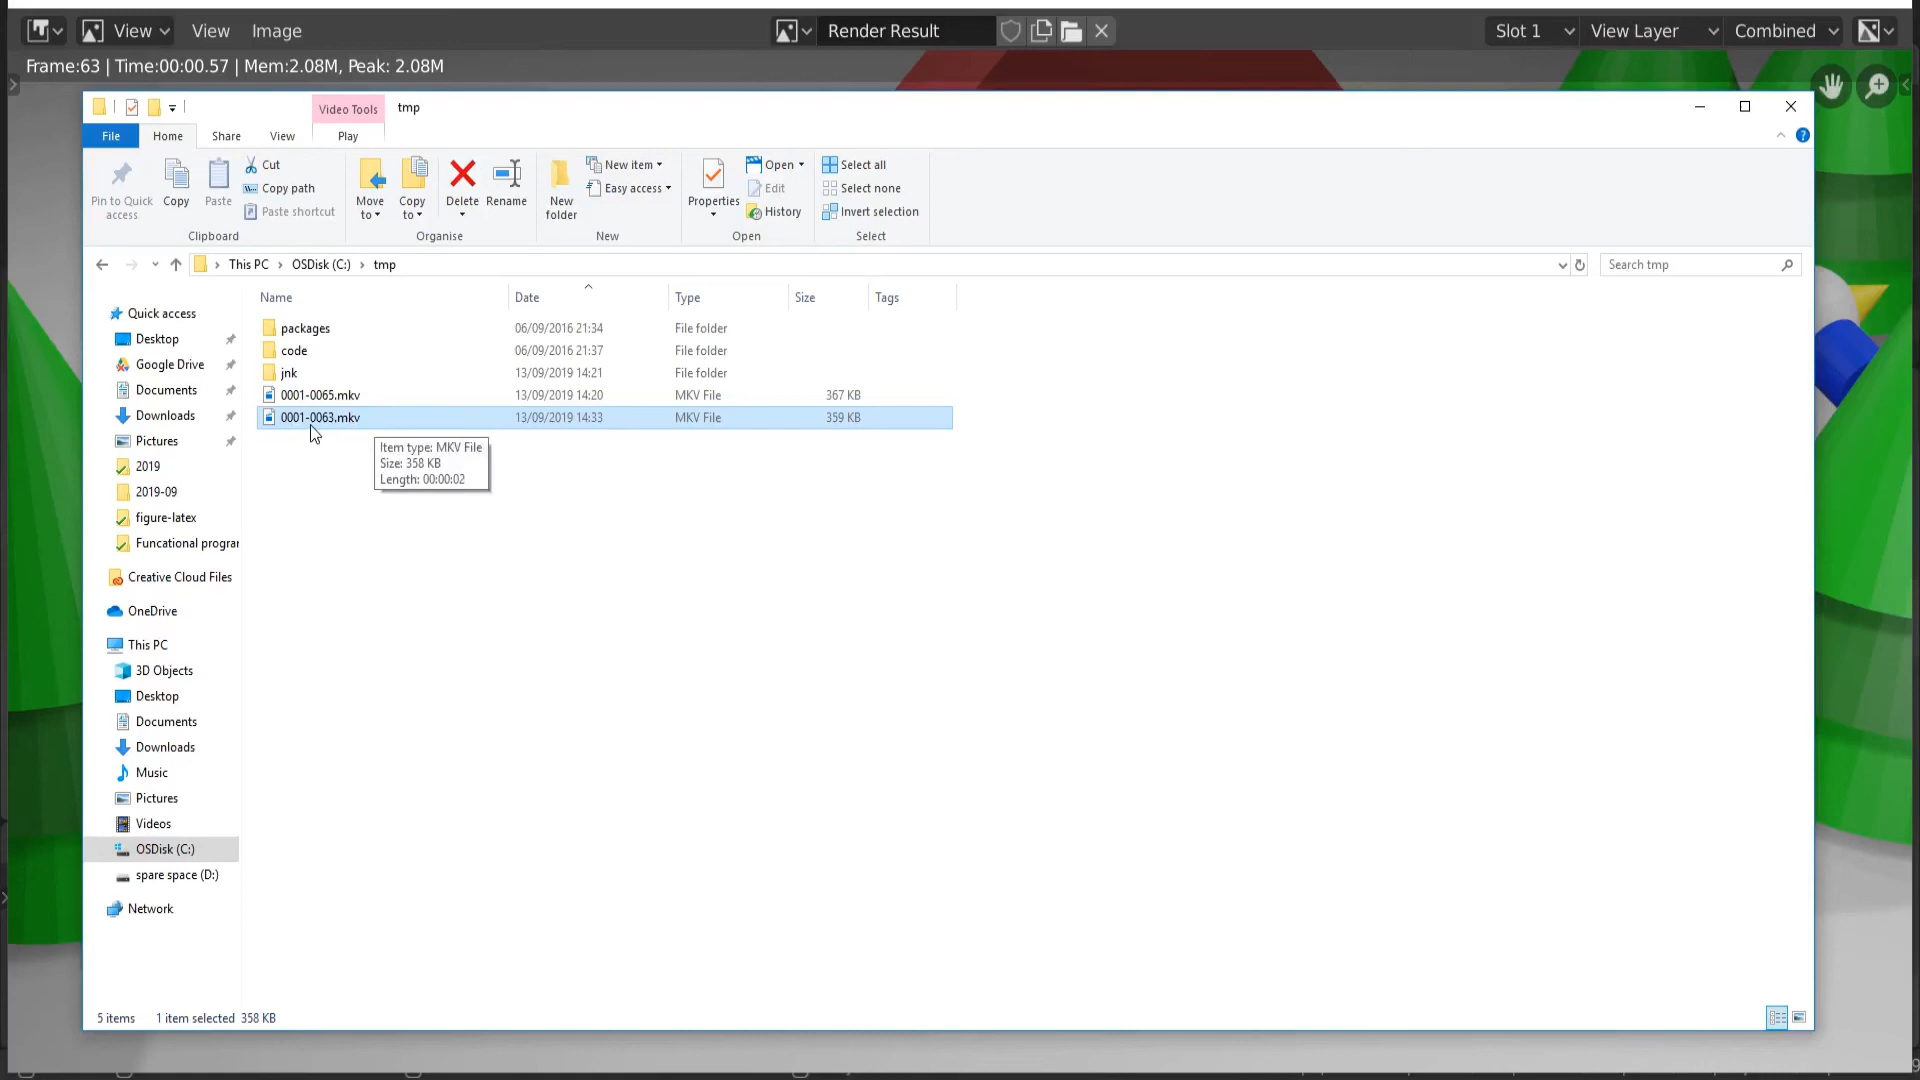 View View Image Render Result Slot 1 View Layer Combined
Frame:63 | Time:00:00.57 | Mem:2.08M, Peak: 2.08M
Video Tools tmp
File Home Share View Play
Pin to Quick access
Copy
Paste
Cut
Copy path
Paste shortcut
Clipboard
Move to
Copy to
Delete
Rename
Organise
New folder
New item
Easy access
New
Properties
Open
Edit
History
Open
Select all
Select none
Invert selection
Select
This PC > OSDisk (C:) > tmp
Search tmp
Name Date Type Size Tags
packages 06/09/2016 21:34 File folder
code 06/09/2016 21:37 File folder
jnk 13/09/2019 14:21 File folder
0001-0065.mkv 13/09/2019 14:20 MKV File 367 KB
0001-0063.mkv 13/09/2019 14:33 MKV File 359 KB
Item type: MKV File
Size: 358 KB
Length: 00:00:02
Quick access
Desktop
Google Drive
Documents
Downloads
Pictures
2019
2019-09
figure-latex
Funcational prograr
Creative Cloud Files
OneDrive
This PC
3D Objects
Desktop
Documents
Downloads
Music
Pictures
Videos
OSDisk (C:)
spare space (D:)
Network
5 items 1 item selected 358 KB